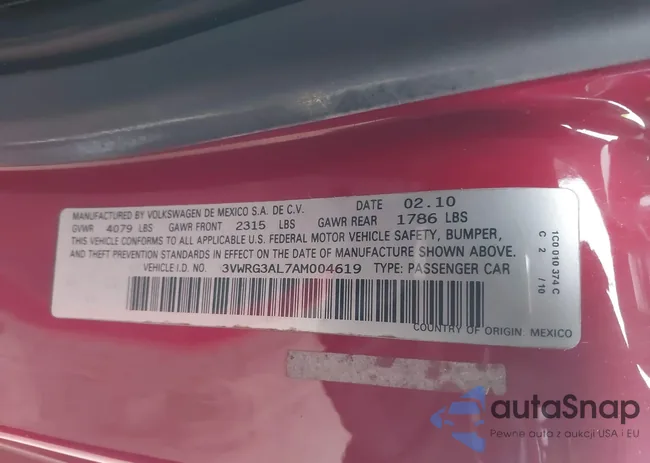 MANUFACTURED BY VOLKSWAGEN DE MEXICO S.A. DE C.V. DATE 02.10
GVWR 4079 LBS GAWR FRONT 2315 LBS GAWR REAR 1786 LBS
THIS VEHICLE CONFORMS TO ALL APPLICABLE U.S. FEDERAL MOTOR VEHICLE SAFETY, BUMPER,
AND THEFT PREVENTION STANDARDS IN EFFECT ON THE DATE OF MANUFACTURE SHOWN ABOVE.
VEHICLE I.D. NO. 3VWRG3AL7AM004619 TYPE: PASSENGER CAR
COUNTRY OF ORIGIN MEXICO
1C0 010 374 C
C 2 /10
autaSnap
Pewne auta z aukcji USA i EU